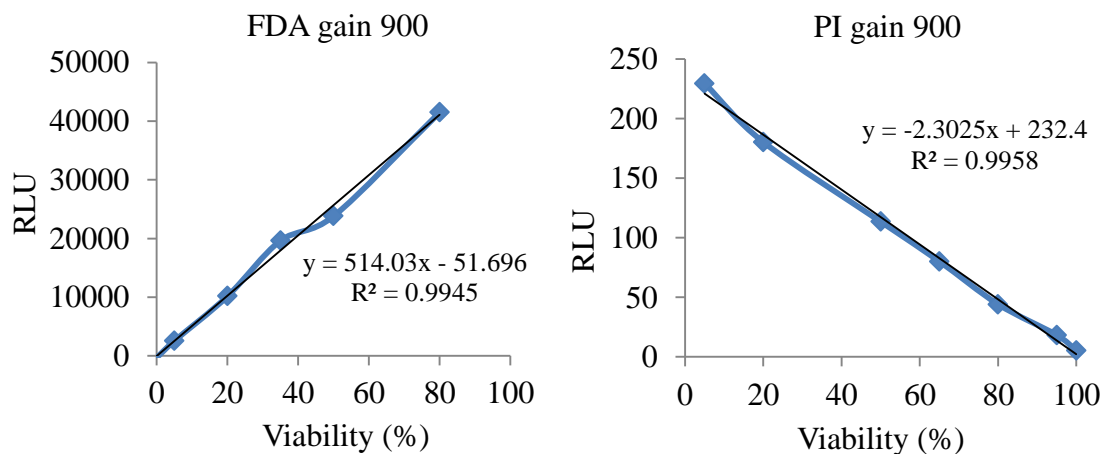 FDA gain 900
50000
40000
30000
20000
10000
0
RLU
y = 514.03x - 51.696
R² = 0.9945
0 20 40 60 80 100
Viability (%)
PI gain 900
250
200
150
100
50
0
RLU
y = -2.3025x + 232.4
R² = 0.9958
0 20 40 60 80 100
Viability (%)